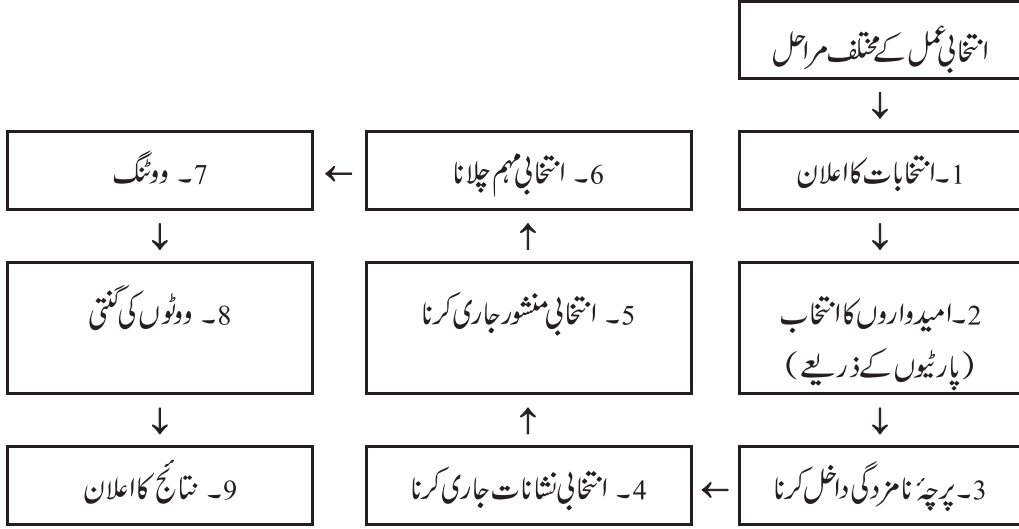 انتخابی عمل کے مختلف مراحل
1۔انتخابات کا اعلان
2۔امیدواروں کا انتخاب
(پارٹیوں کے ذریعے)
3۔پرچۂ نامزدگی داخل کرنا
4۔ انتخابی نشانات جاری کرنا
5۔ انتخابی منشور جاری کرنا
6۔ انتخابی مہم چلانا
7۔ ووٹنگ
8۔ ووٹوں کی گنتی
9۔ نتائج کا اعلان